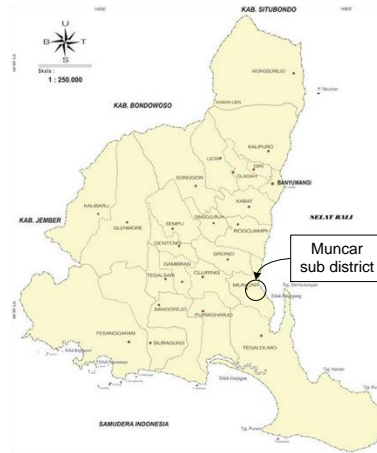 KAB. SITUBONDO
U
B T
S
Skala :
1 : 250.000
WONGSOREJO
KAB. BONDOWOSO
KALIPURO
LICIN
GIRI
GLAGAH
BANYUWANGI
SONGGON
KABAT
KALIBARU
SINGOJURUH
SELAT BALI
KAB. JEMBER
GLENMORE
SEMPU
ROGOJAMPI
GENTENG
SRONO
Muncar
sub district
GAMBIRAN
TEGALSARI
CLURING
MUNCAR
BANGOREJO
PURWOHARJO
PESANGGARAN
SILIRAGUNG
TEGALDLIMO
SAMUDERA INDONESIA